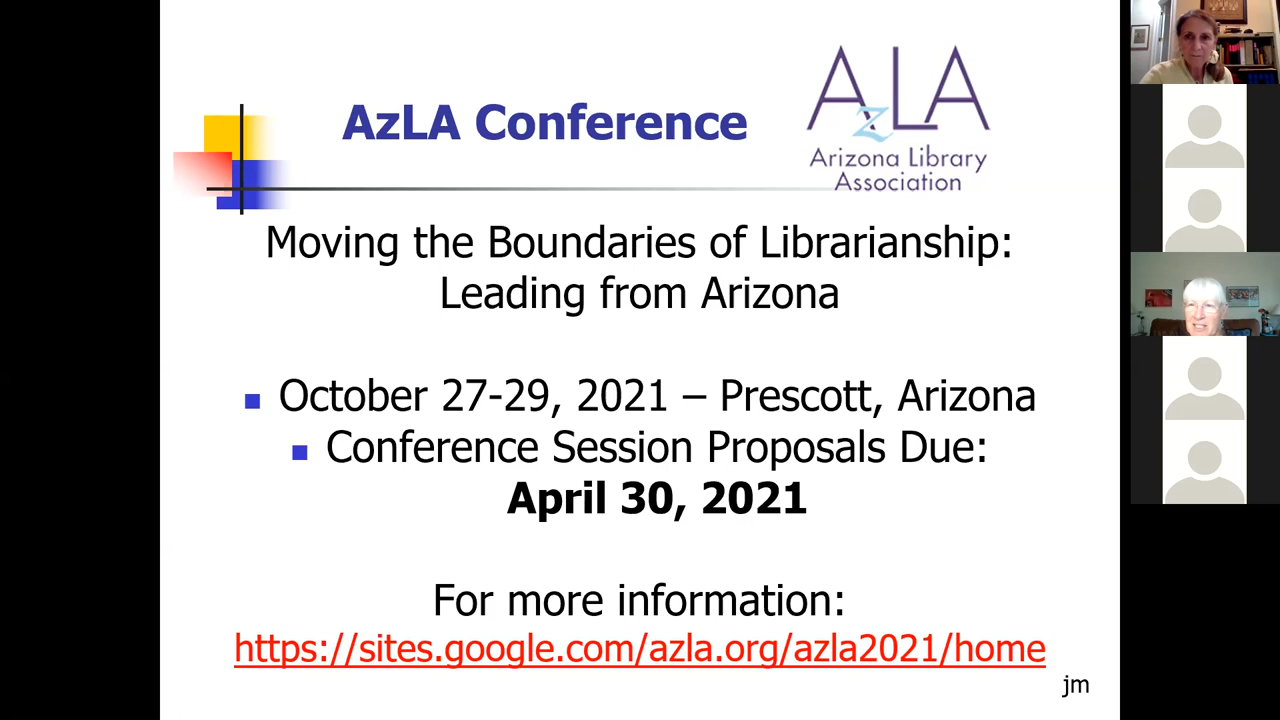 AzLA Conference
AzLA
Arizona Library
Association
Moving the Boundaries of Librarianship:
Leading from Arizona
October 27-29, 2021 – Prescott, Arizona
Conference Session Proposals Due:
April 30, 2021
For more information:
https://sites.google.com/azla.org/azla2021/home
jm